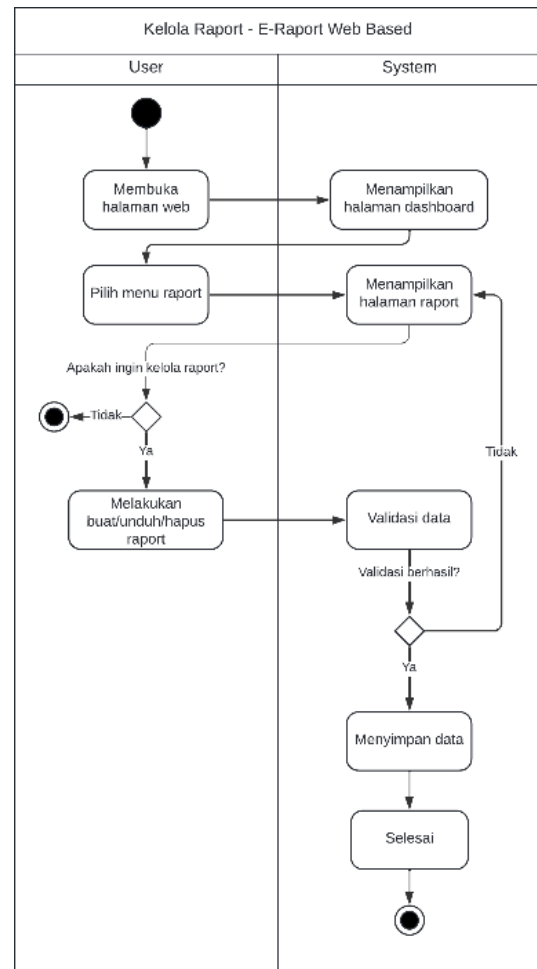 Kelola Raport - E-Raport Web Based
User
System
Membuka
halaman web
Menampilkan
halaman dashboard
Pilih menu raport
Menampilkan
halaman raport
Apakah ingin kelola raport?
Tidak
Ya
Tidak
Melakukan
buat/unduh/hapus
raport
Validasi data
Validasi berhasil?
Ya
Menyimpan data
Selesai